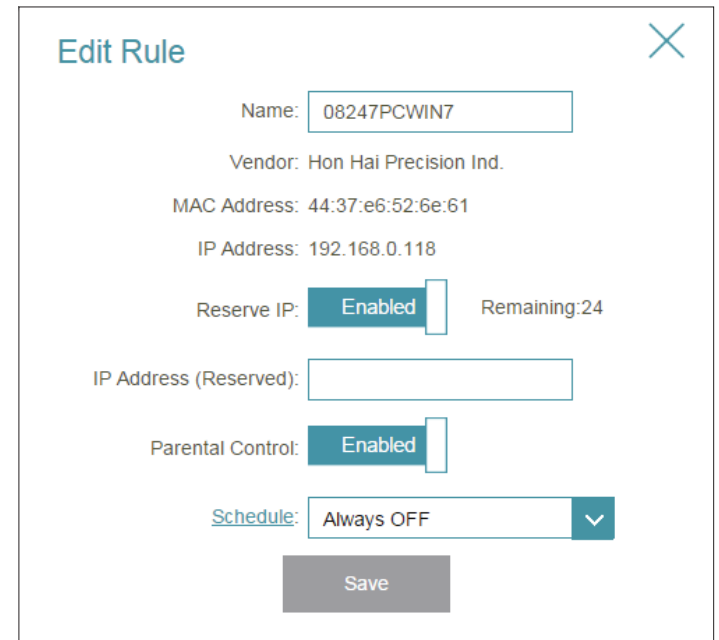 Edit Rule
Name: 08247PCWIN7
Vendor: Hon Hai Precision Ind.
MAC Address: 44:37:e6:52:6e:61
IP Address: 192.168.0.118
Reserve IP: Enabled Remaining:24
IP Address (Reserved):
Parental Control: Enabled
Schedule: Always OFF
Save